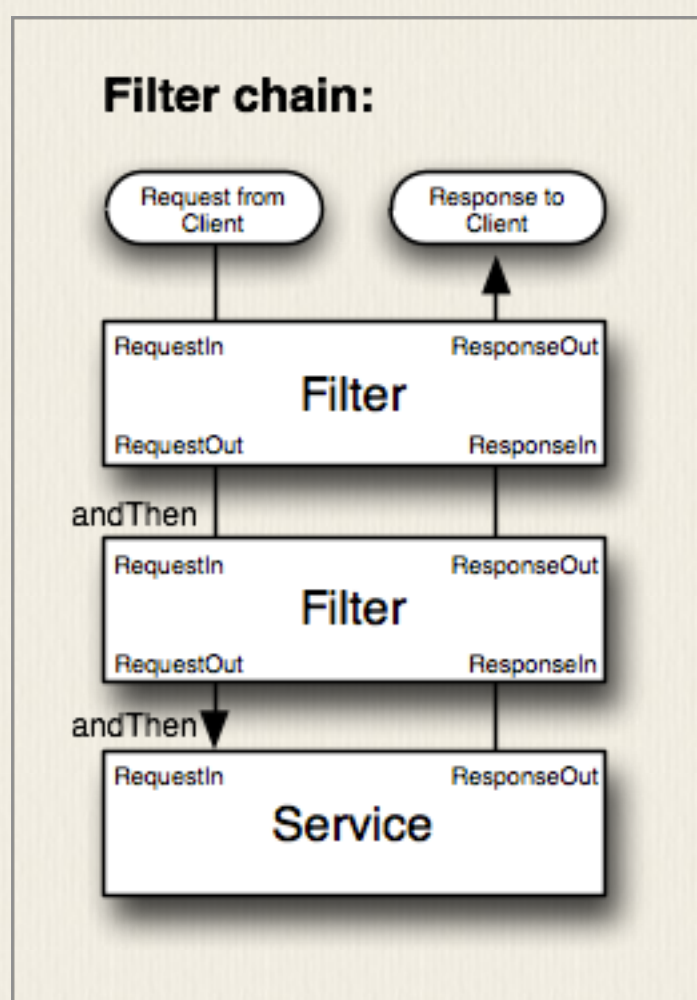 Filter chain:
Request from
Client
Response to
Client
RequestIn
ResponseOut
Filter
RequestOut
ResponseIn
andThen
RequestIn
ResponseOut
Filter
RequestOut
ResponseIn
andThen
RequestIn
ResponseOut
Service